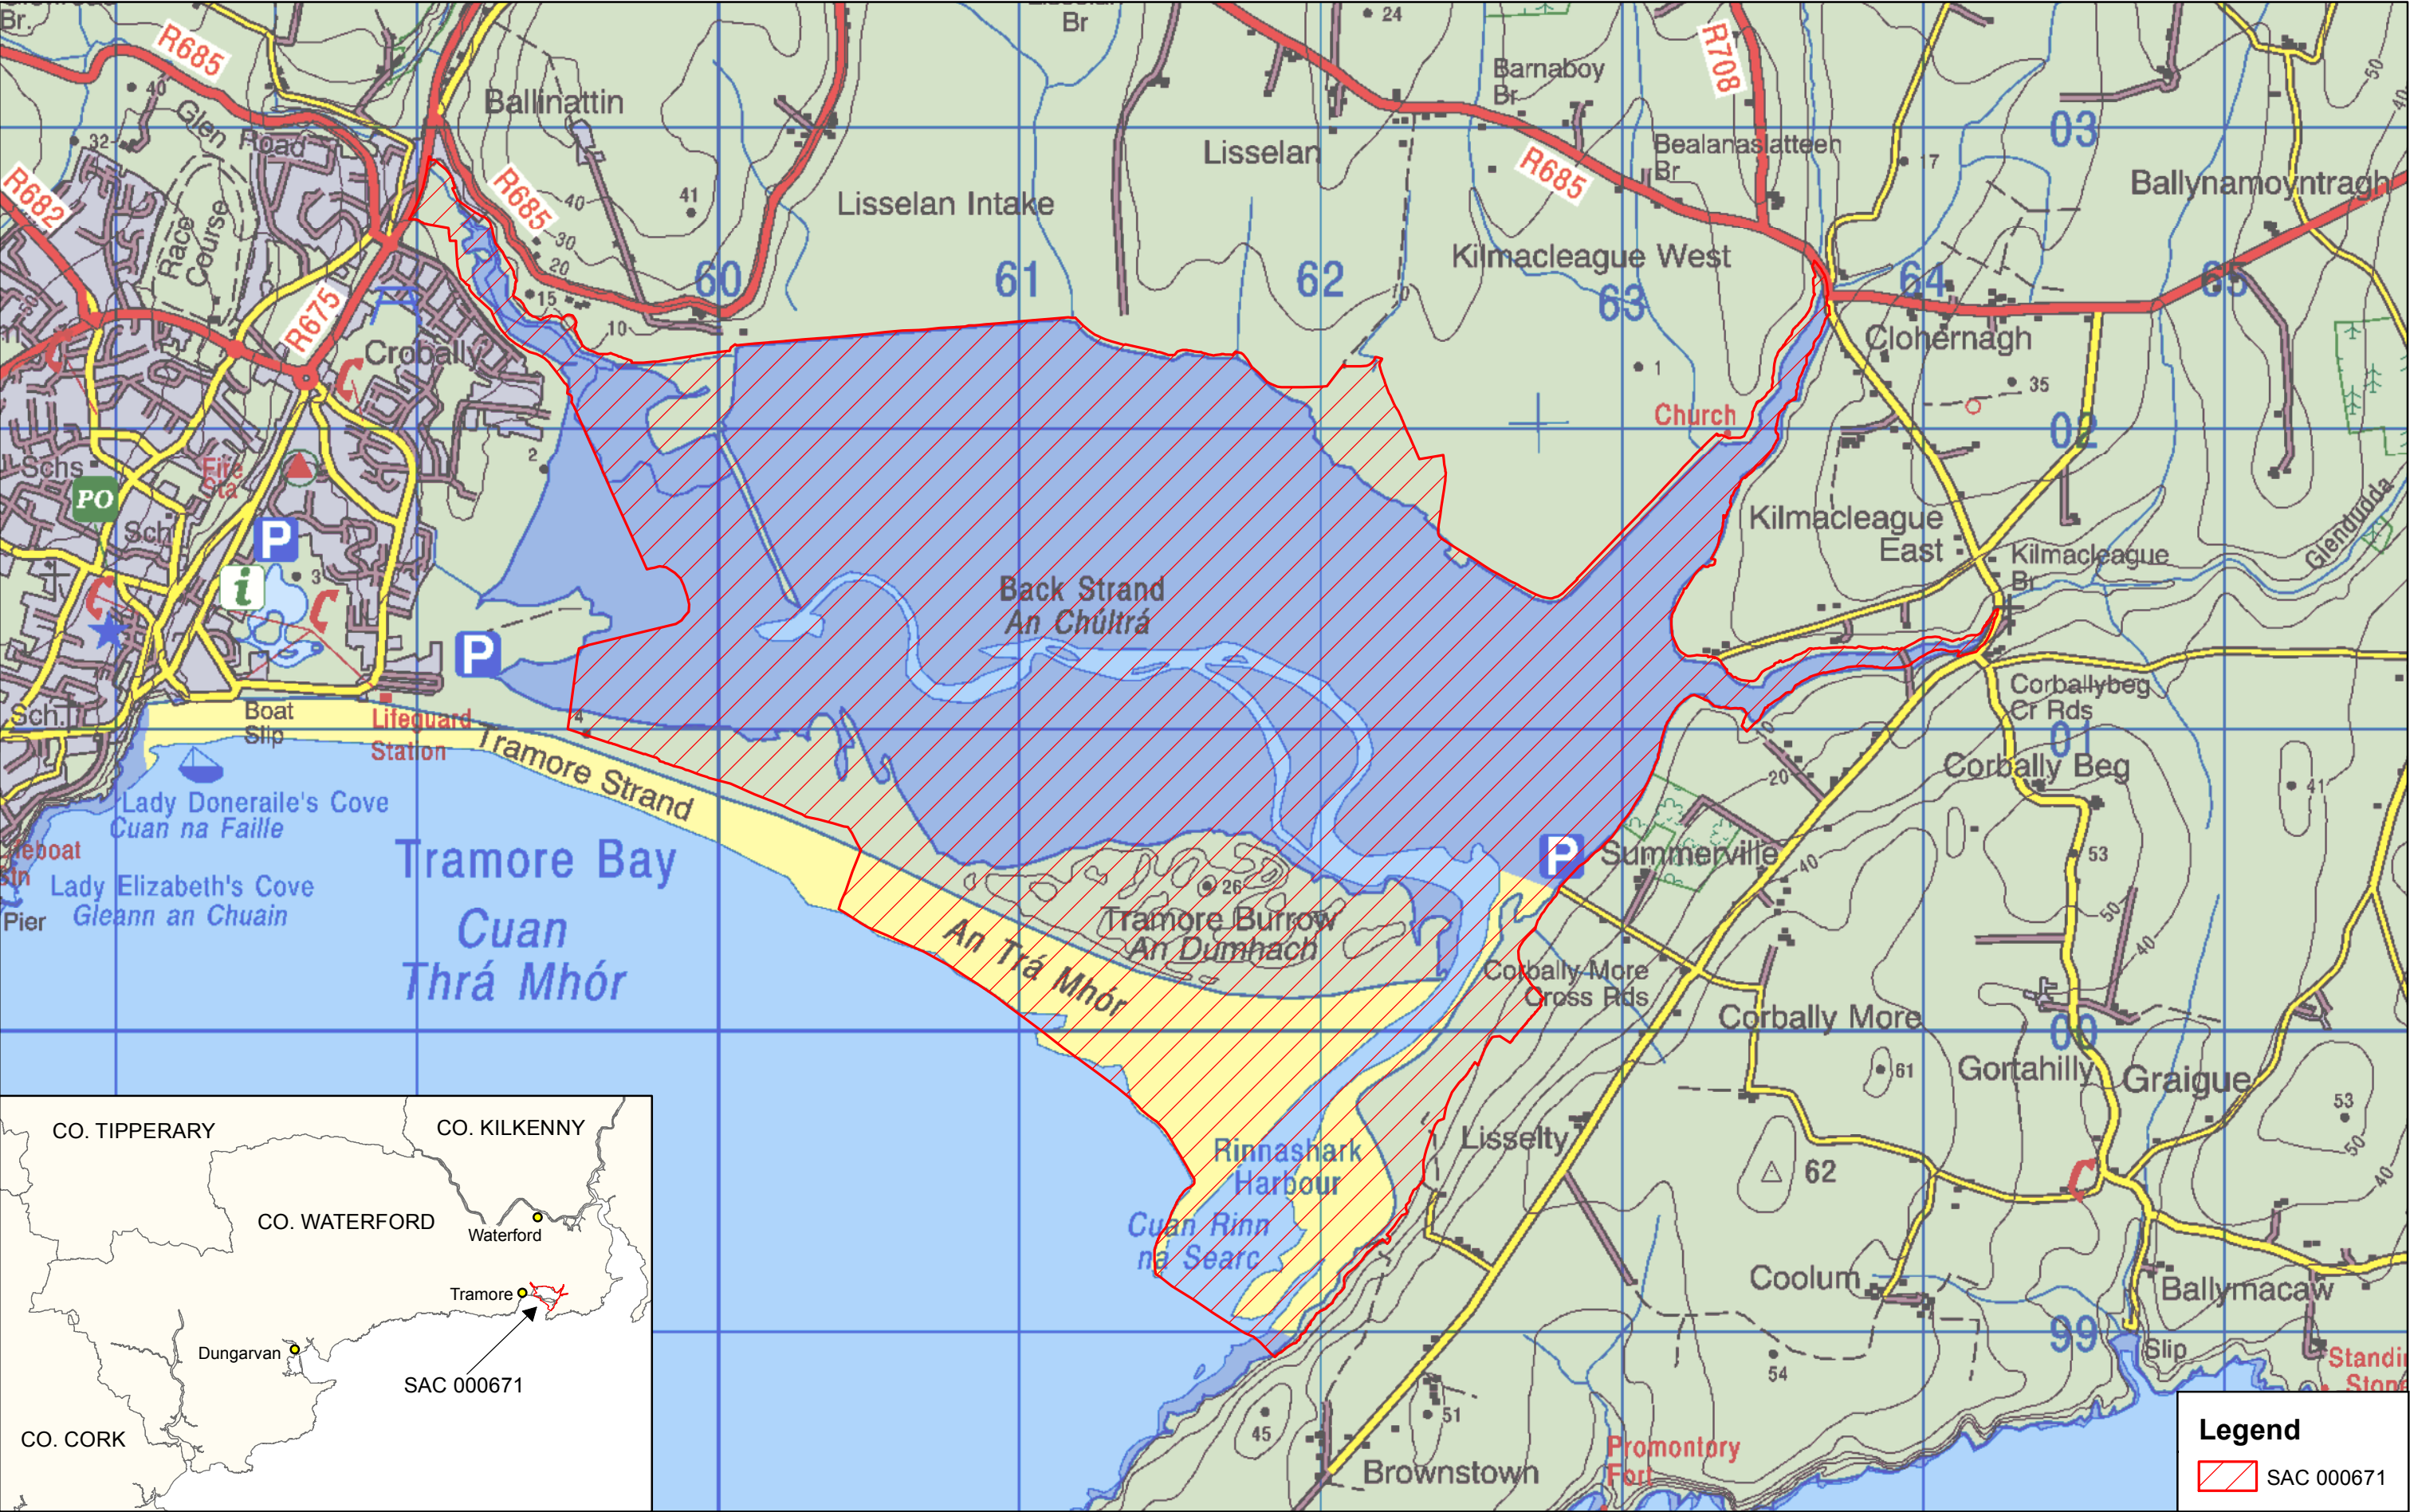 Br.
R685
40
Glen
Road
32
R682
Race
Course
R675
Ballinattin
R685
40
41
30
20
15
10
60
Lisselan Intake
61
Br
24
Lisselan
62
10
Barnaboy
Br
R708
Bealanaslatteen
Br
R685
17
03
50
40
Ballynamoyntragh
Kilmacleague West
63
64
65
Clohernagh
35
1
Church
02
Crobally
2
Schs
Fire
Sta
PO
P
Sch
i
3
P
Kilmacleague
East
Kilmacleague
Br
Glendudda
Back Strand
An Chúltrá
Sch.
Boat
Slip
Lifeguard
Station
4
Tramore Strand
Corballybeg
Cr Rds
01
Corbally Beg
10
20
41
Lady Doneraile's Cove
Cuan na Faille
Lady Elizabeth's Cove
Gleann an Chuain
Pier
Tramore Bay
Cuan
Thrá Mhór
P
Summerville
40
53
50
40
26
Tramore Burrow
An Dumhach
An Trá Mhór
Corbally More
Cross Rds
Corbally More
00
61
Gortahilly
Graigue
53
50
40
Lisselty
62
Rinnashark
Harbour
Cuan Rinn
na Searc
Coolum
Ballymacaw
99
Slip
54
51
45
Brownstown
Promontory
Fort
CO. TIPPERARY
CO. KILKENNY
CO. WATERFORD
Waterford
Tramore
Dungarvan
SAC 000671
CO. CORK
Legend
SAC 000671